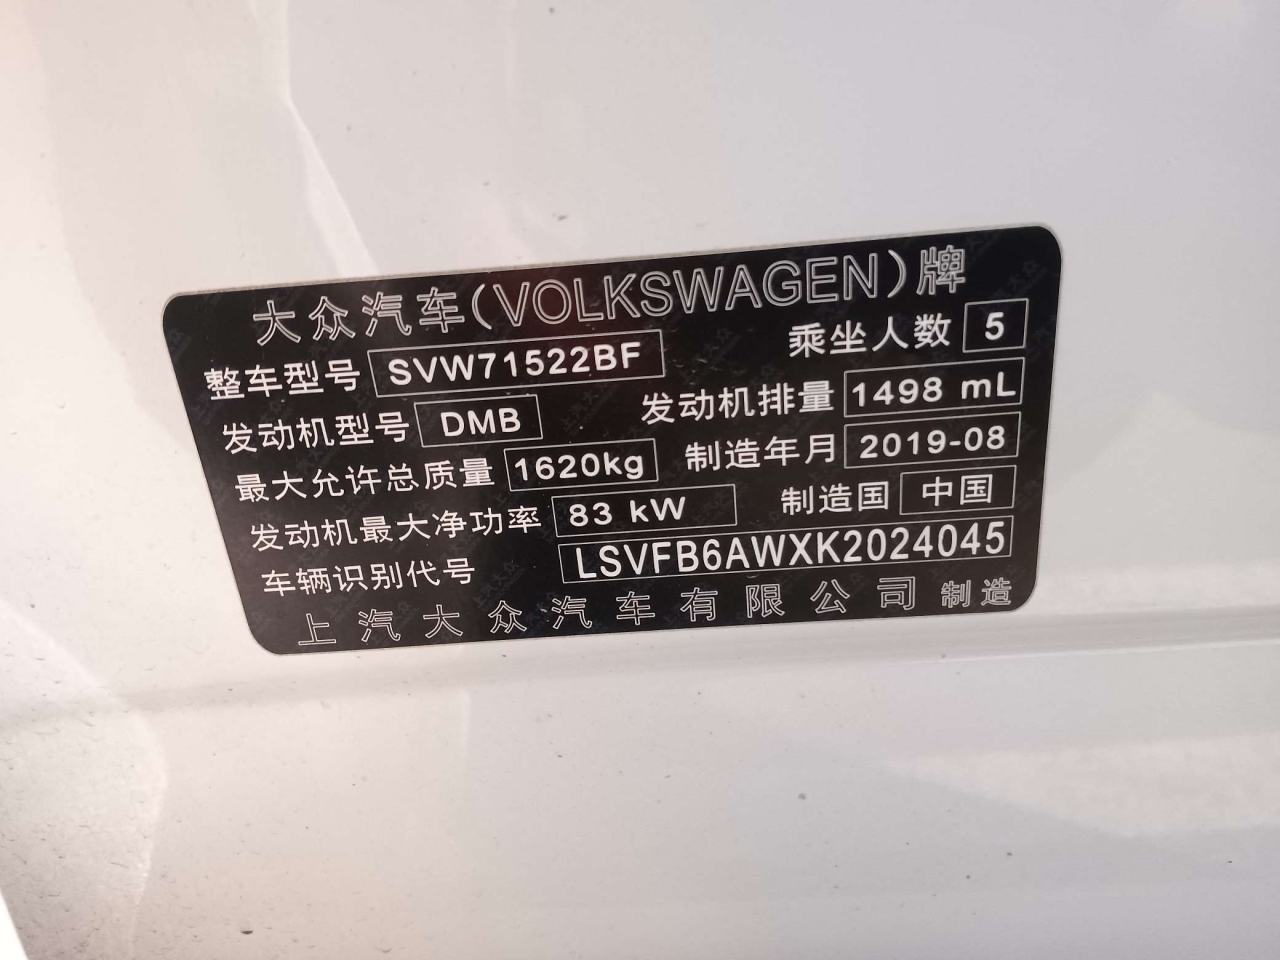 大众汽车(VOLKSWAGEN)牌
整车型号 SVW71522BF 乘坐人数 5
发动机型号 DMB 发动机排量 1498 mL
最大允许总质量 1620kg 制造年月 2019-08
发动机最大净功率 83 kW 制造国 中国
车辆识别代号 LSVFB6AWXK2024045
上汽大众汽车有限公司 制造